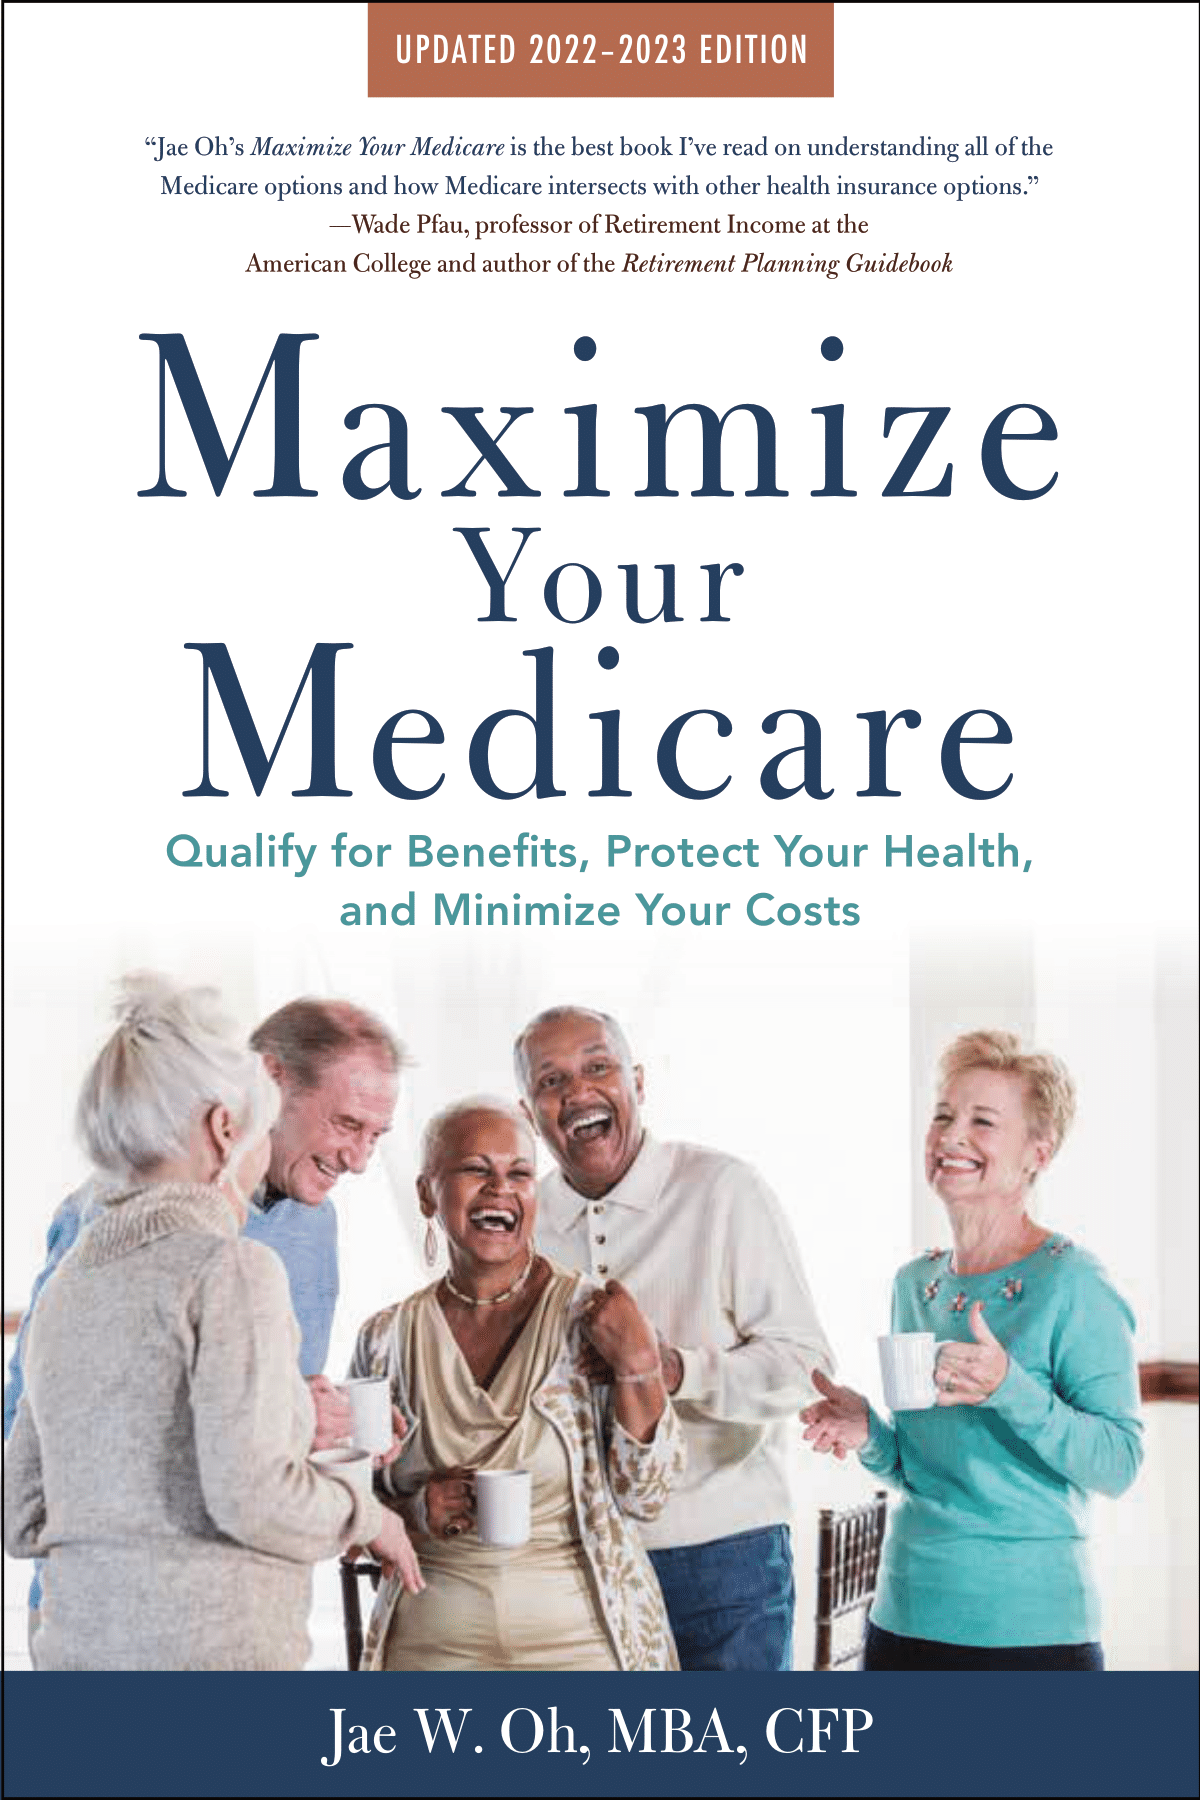 UPDATED 2022–2023 EDITION
“Jae Oh’s Maximize Your Medicare is the best book I’ve read on understanding all of the
Medicare options and how Medicare intersects with other health insurance options.”
—Wade Pfau, professor of Retirement Income at the
American College and author of the Retirement Planning Guidebook
Maximize
Your
Medicare
Qualify for Benefits, Protect Your Health,
and Minimize Your Costs
Jae W. Oh, MBA, CFP